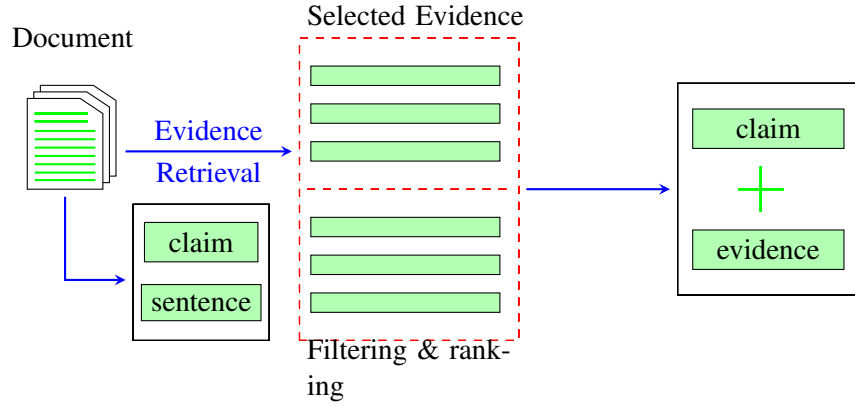 Document
Selected Evidence
Evidence
Retrieval
claim
sentence
Filtering & rank-
ing
claim
evidence